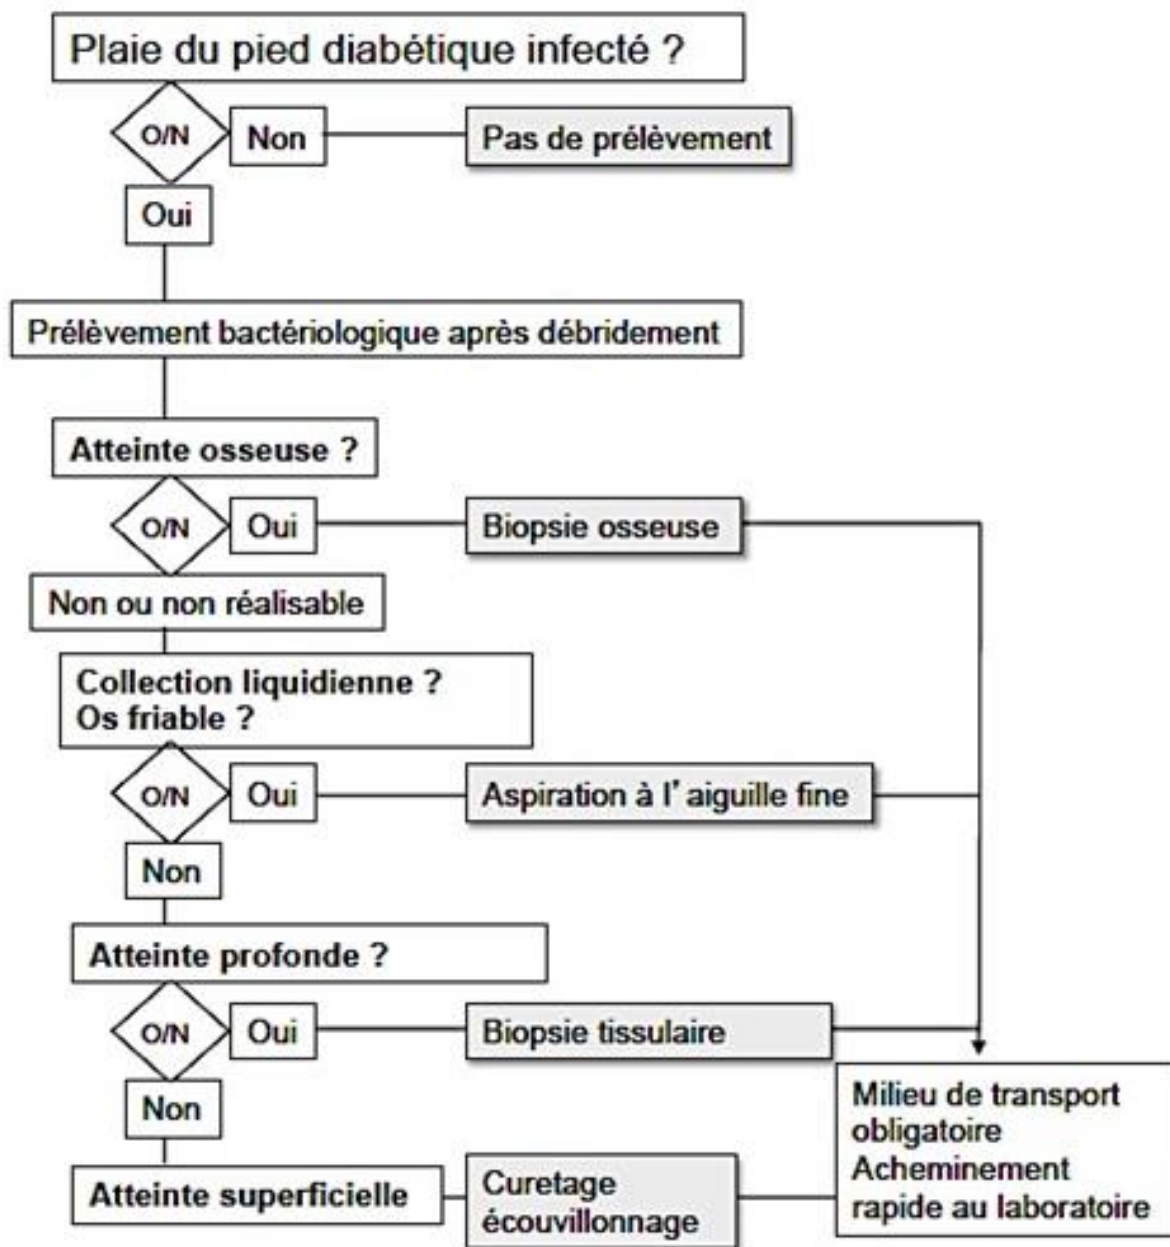 Plaie du pied diabétique infecté ?
O/N
Non
Pas de prélèvement
Oui
Prélèvement bactériologique après débridement
Atteinte osseuse ?
O/N
Oui
Biopsie osseuse
Non ou non réalisable
Collection liquidienne ?
Os friable ?
O/N
Oui
Aspiration à l' aiguille fine
Non
Atteinte profonde ?
O/N
Oui
Biopsie tissulaire
Non
Atteinte superficielle
Curetage
écouvillonnage
Milieu de transport
obligatoire
Acheminement
rapide au laboratoire